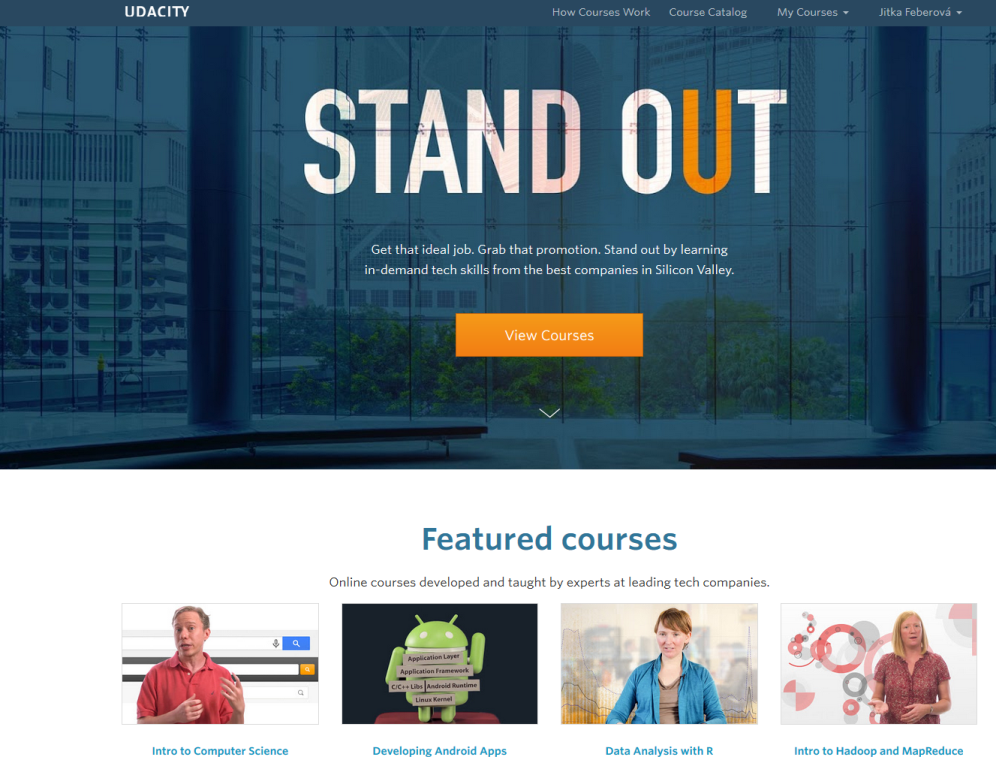 UDACITY
How Courses Work
Course Catalog
My Courses
Jitka Feberová
STAND OUT
Get that ideal job. Grab that promotion. Stand out by learning
in-demand tech skills from the best companies in Silicon Valley.
View Courses
Featured courses
Online courses developed and taught by experts at leading tech companies.
Application Layer
Application Framework
C/C++ Libs Android Runtime
Linux Kernel
Intro to Computer Science
Developing Android Apps
Data Analysis with R
Intro to Hadoop and MapReduce